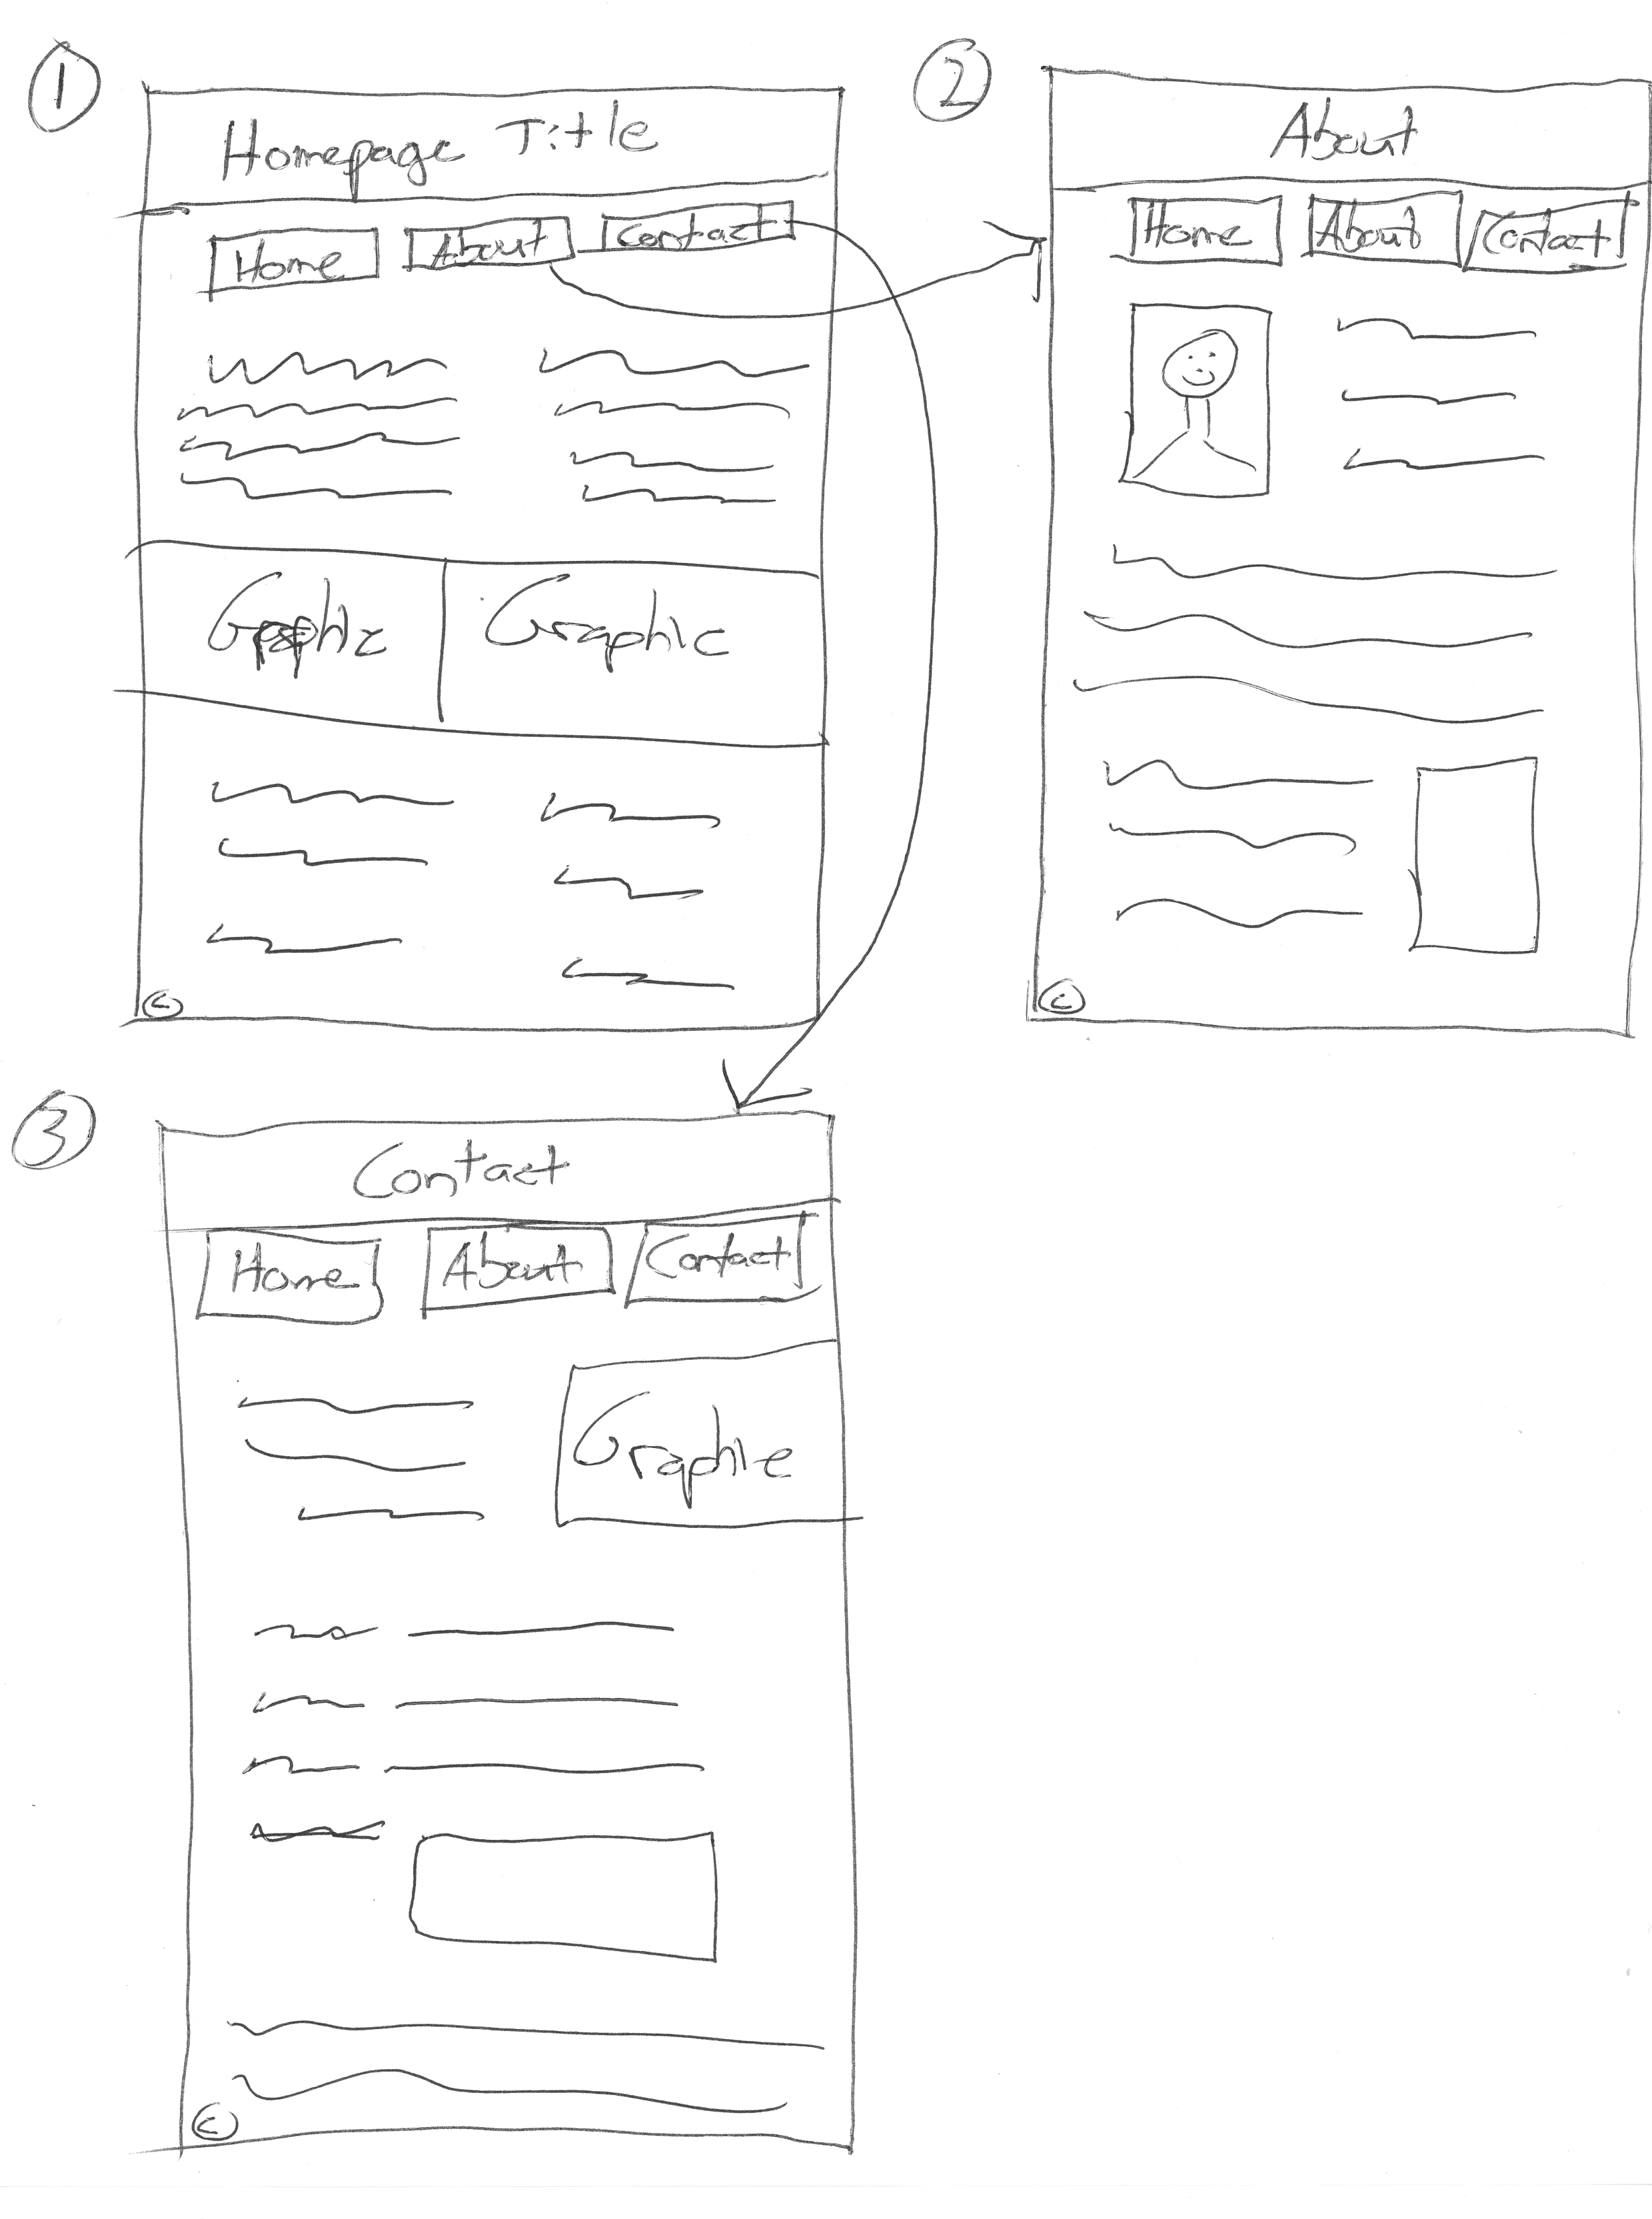 1
Homepage Title
Home About Contact
Graphic Graphic
©
2
About
Home About Contact
©
3
Contact
Home About Contact
Graphic
©